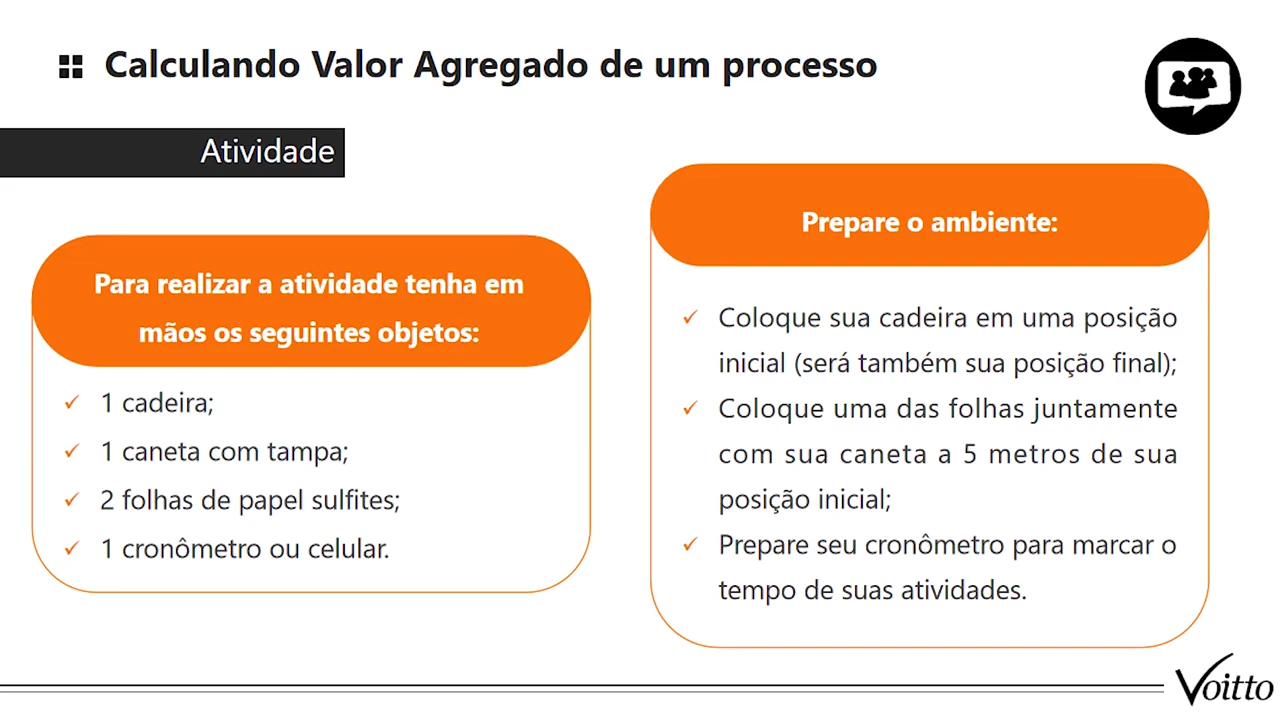 Calculando Valor Agregado de um processo
Atividade
Para realizar a atividade tenha em
mãos os seguintes objetos:
✓ 1 cadeira;
✓ 1 caneta com tampa;
✓ 2 folhas de papel sulfites;
✓ 1 cronômetro ou celular.
Prepare o ambiente:
✓ Coloque sua cadeira em uma posição
inicial (será também sua posição final);
✓ Coloque uma das folhas juntamente
com sua caneta a 5 metros de sua
posição inicial;
✓ Prepare seu cronômetro para marcar o
tempo de suas atividades.
Voitto